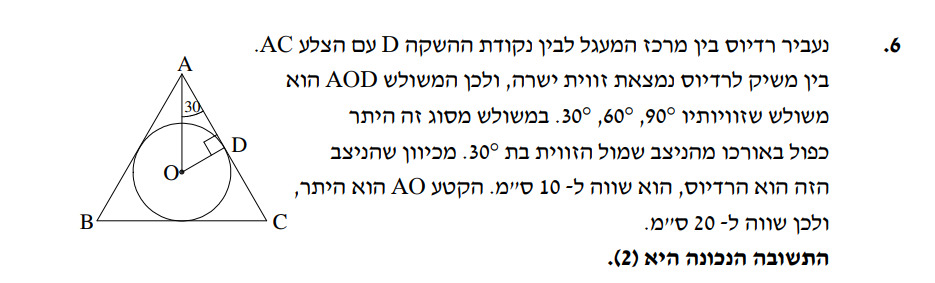 6. נעביר רדיוס בין מרכז המעגל לבין נקודת ההשקה D עם הצלע AC.
בין משיק לרדיוס נמצאת זווית ישרה, ולכן המשולש AOD הוא
משולש שזוויותיו 90°, 60°, 30°. במשולש מסוג זה היתר
כפול באורכו מהניצב שמול הזווית בת 30°. מכיוון שהניצב
הזה הוא הרדיוס, הוא שווה ל- 10 ס"מ. הקטע AO הוא היתר,
ולכן שווה ל- 20 ס"מ.
התשובה הנכונה היא (2).
A
30
D
O
B
C